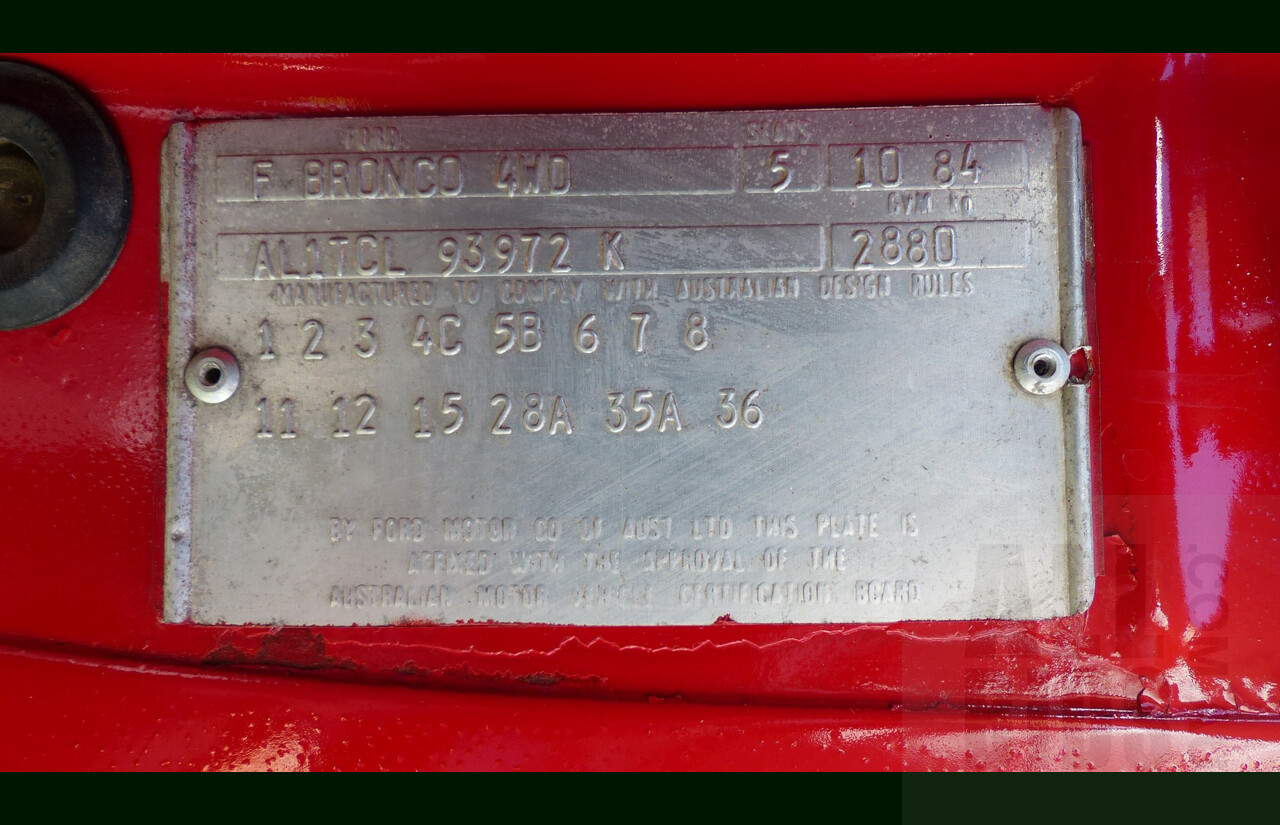 FORD SEATS
F BRONCO 4WD 5 10 84
GVM KG
AL1TCL 93972 K 2880
MANUFACTURED TO COMPLY WITH AUSTRALIAN DESIGN RULES
1 2 3 4C 5B 6 7 8
11 12 15 28A 35A 36
BY FORD MOTOR CO OF AUST LTD THIS PLATE IS
AFFIXED WITH THE APPROVAL OF THE
AUSTRALIAN MOTOR VEHICLE CERTIFICATION BOARD